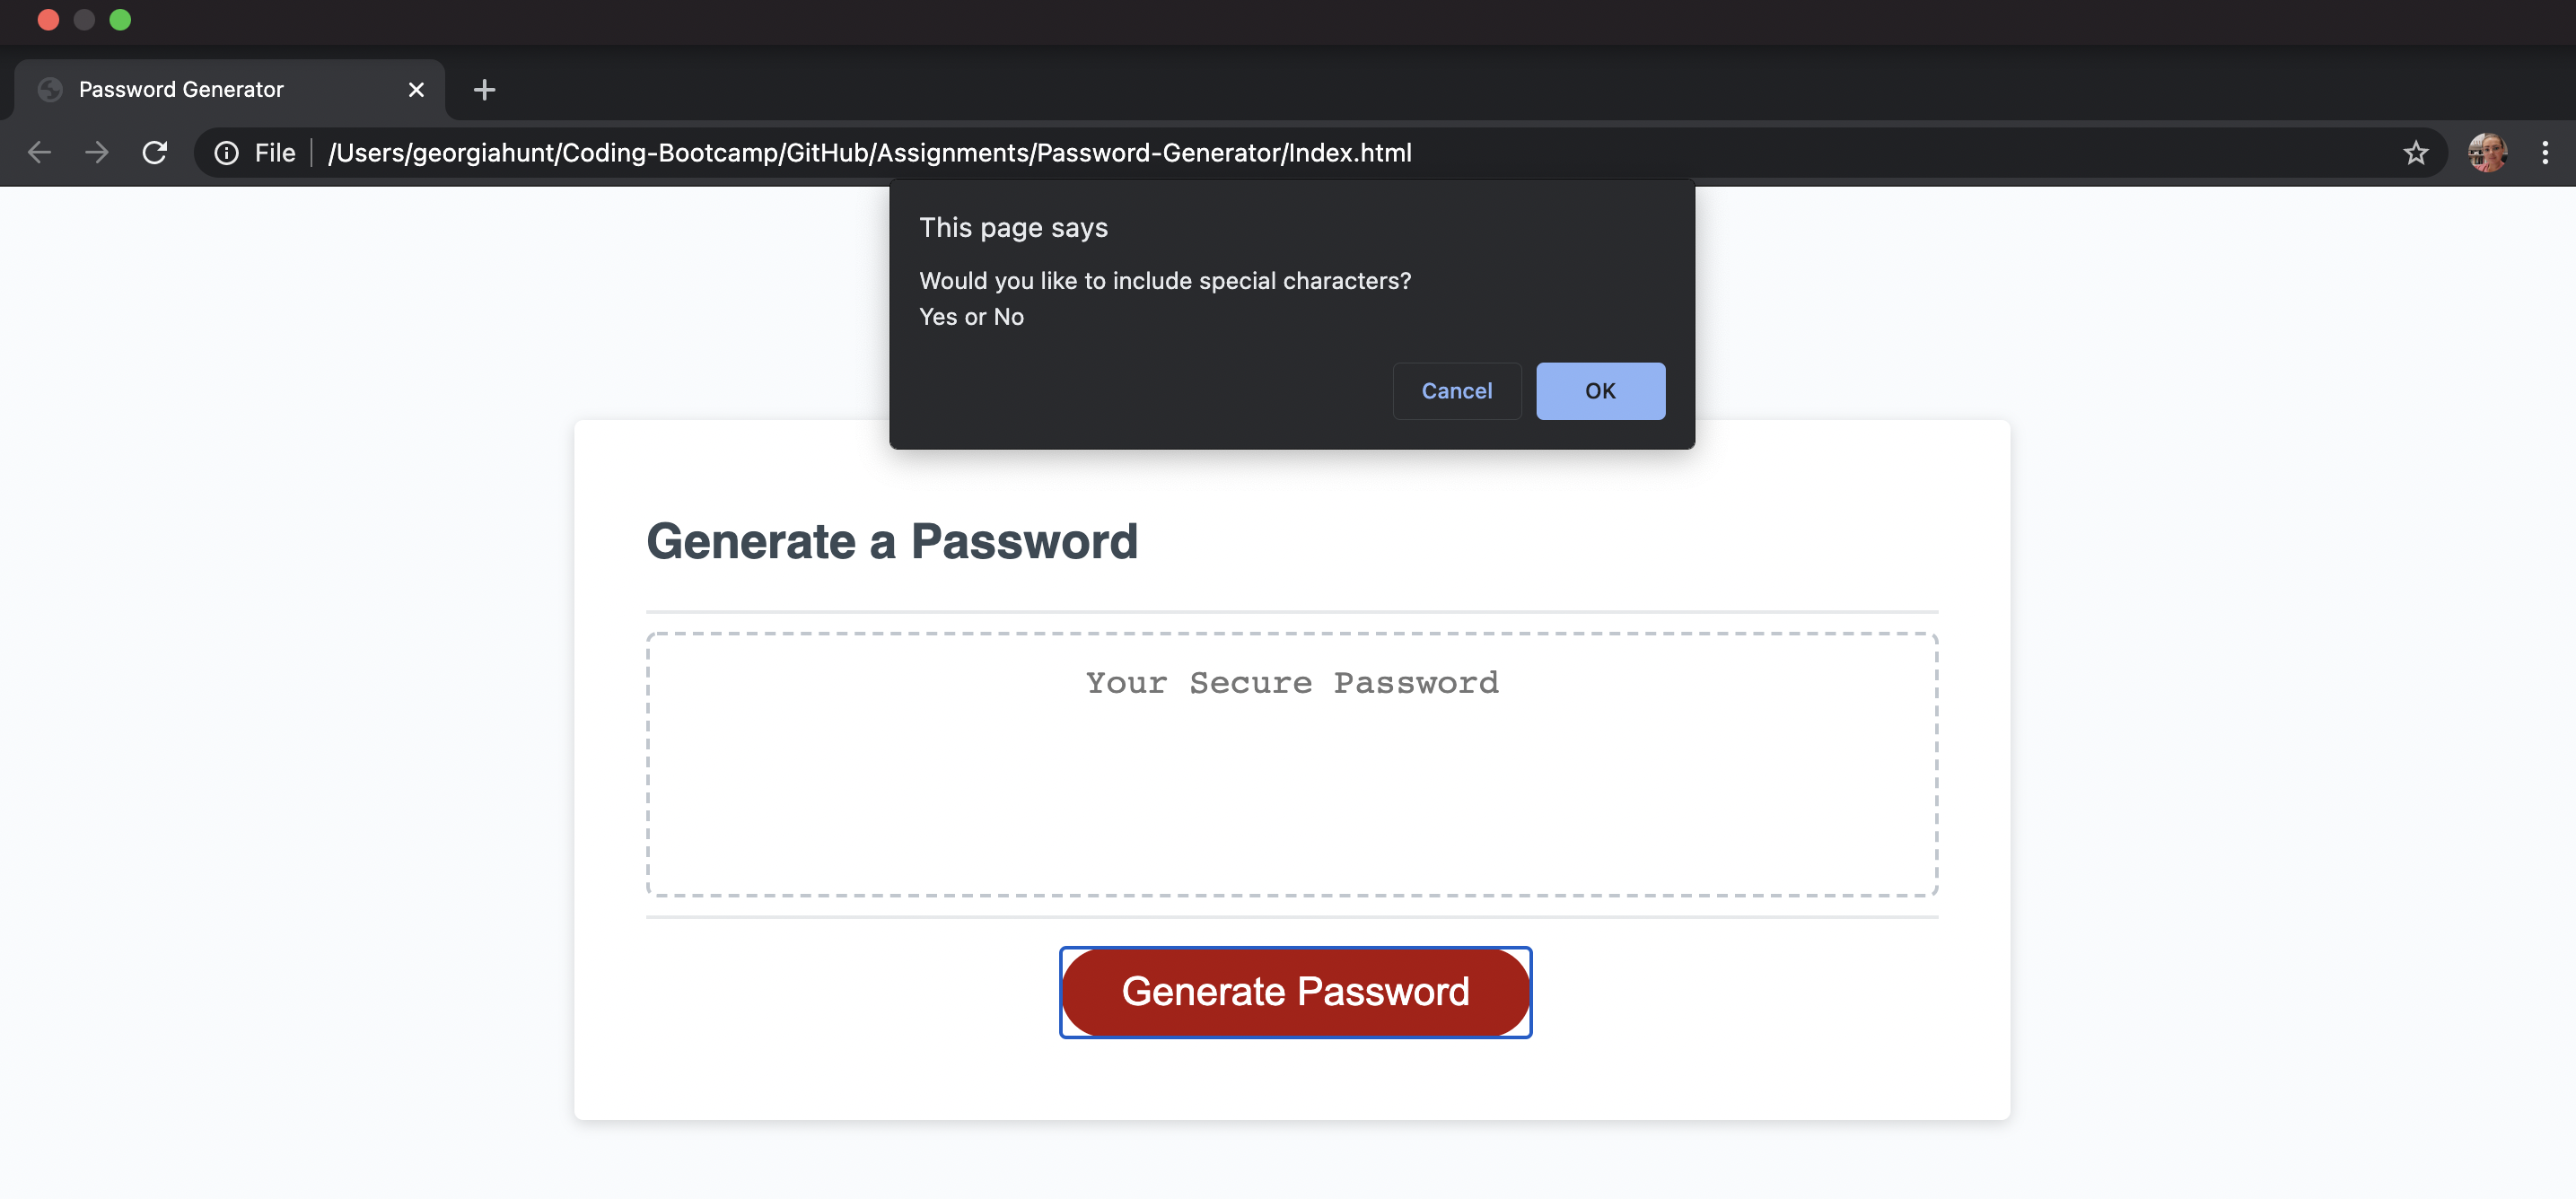 Password Generator
File /Users/georgiahunt/Coding-Bootcamp/GitHub/Assignments/Password-Generator/Index.html
This page says
Would you like to include special characters?
Yes or No
Cancel OK
Generate a Password
Your Secure Password
Generate Password